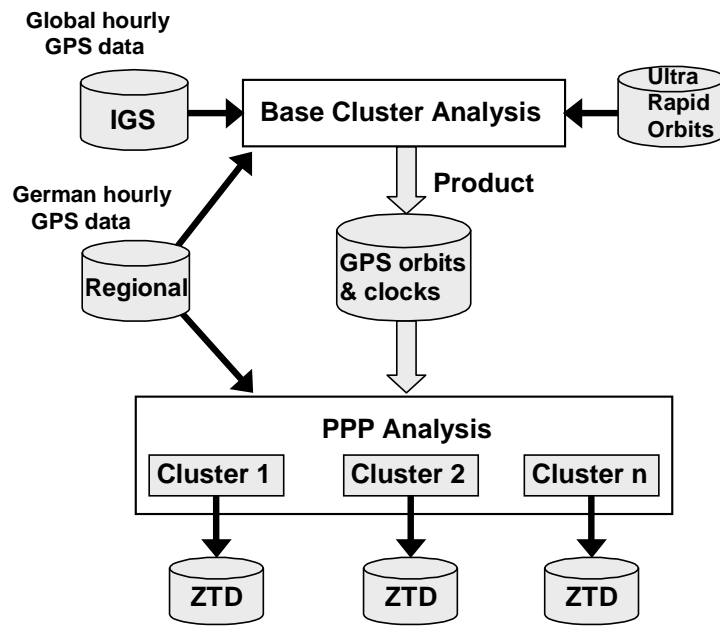 Global hourly
GPS data
IGS
Base Cluster Analysis
Ultra
Rapid
Orbits
Product
German hourly
GPS data
Regional
GPS orbits
& clocks
PPP Analysis
Cluster 1
Cluster 2
Cluster n
ZTD
ZTD
ZTD